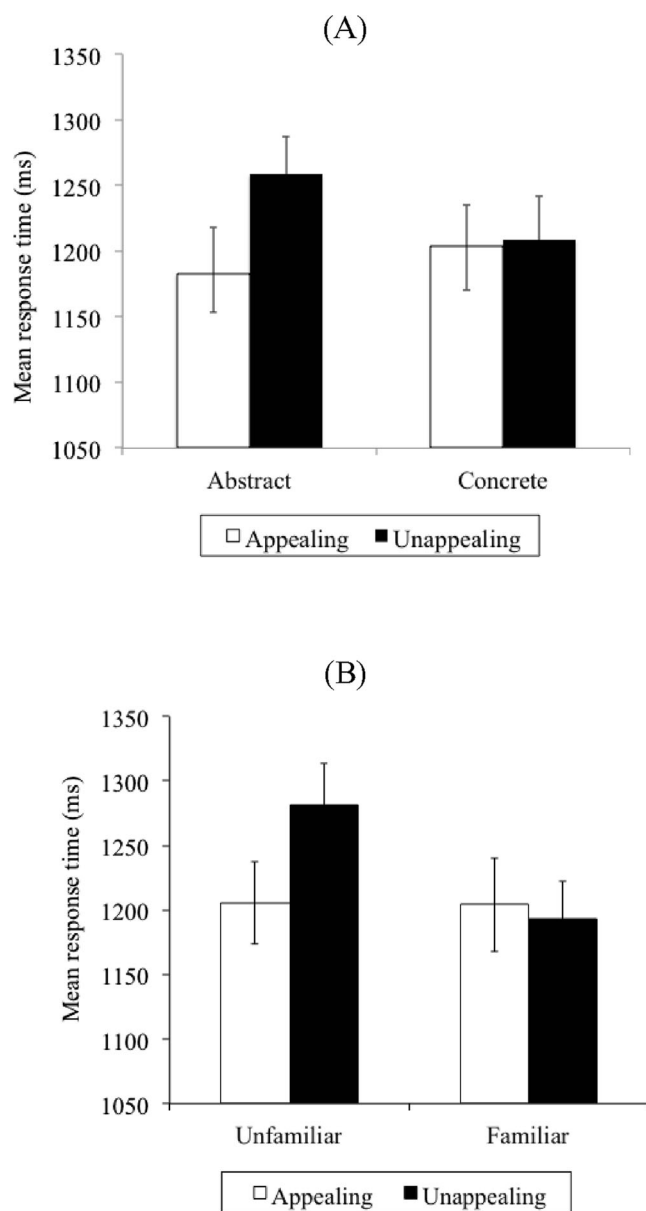 (A)
Mean response time (ms)
1350
1300
1250
1200
1150
1100
1050
Abstract Concrete
Appealing Unappealing
(B)
Mean response time (ms)
1350
1300
1250
1200
1150
1100
1050
Unfamiliar Familiar
Appealing Unappealing